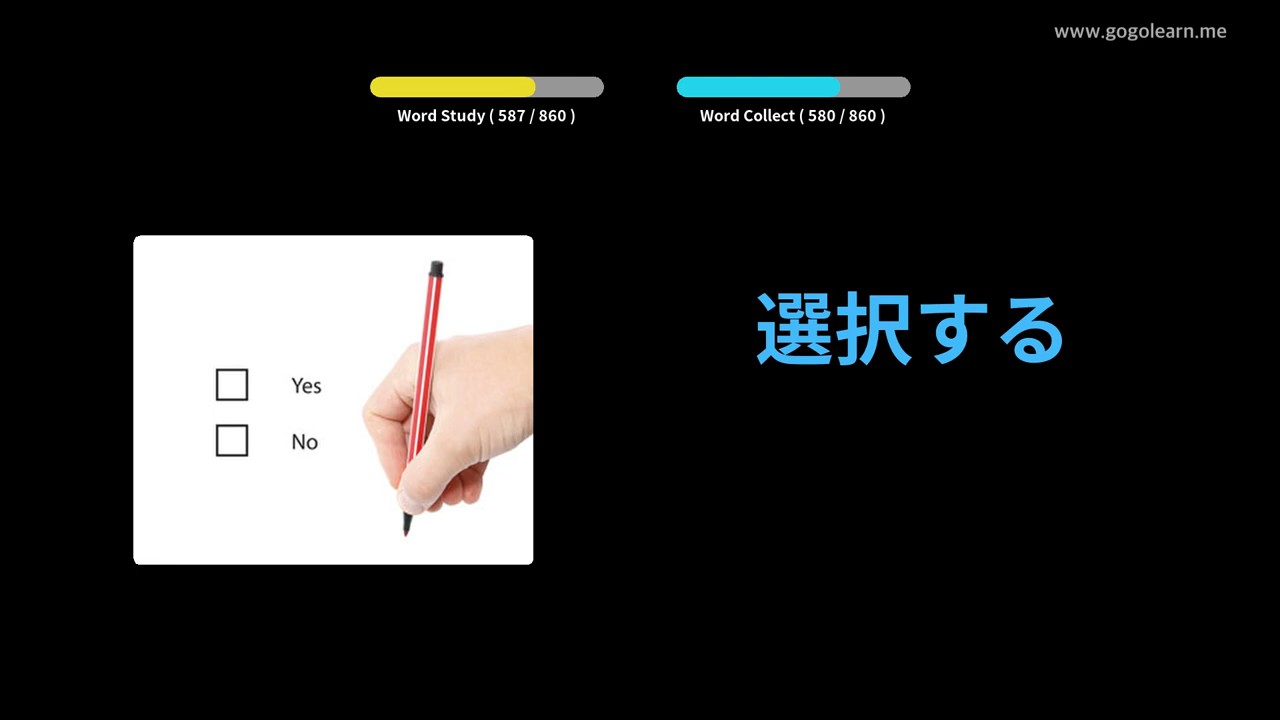 www.gogolearn.me
Word Study ( 587 / 860 )
Word Collect ( 580 / 860 )
選択する
Yes
No